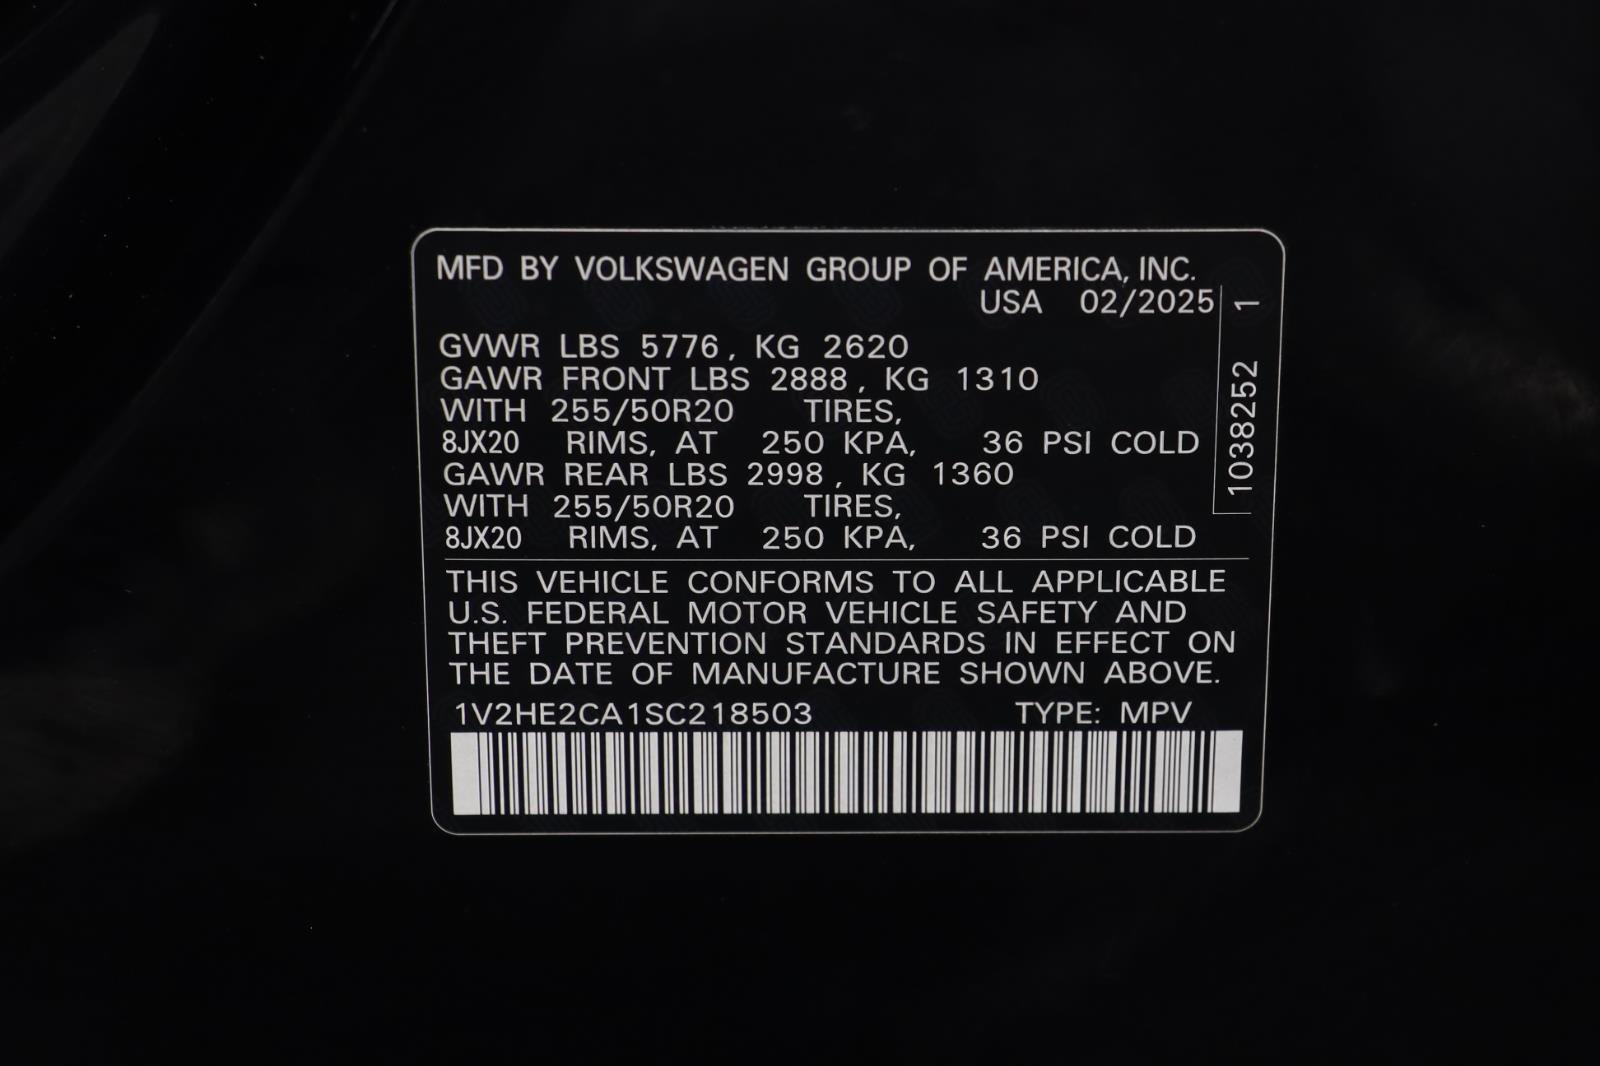 MFD BY VOLKSWAGEN GROUP OF AMERICA, INC.
USA 02/2025
GVWR LBS 5776, KG 2620
GAWR FRONT LBS 2888, KG 1310
WITH 255/50R20 TIRES,
8JX20 RIMS, AT 250 KPA, 36 PSI COLD
GAWR REAR LBS 2998, KG 1360
WITH 255/50R20 TIRES,
8JX20 RIMS, AT 250 KPA, 36 PSI COLD
1038252 1
THIS VEHICLE CONFORMS TO ALL APPLICABLE
U.S. FEDERAL MOTOR VEHICLE SAFETY AND
THEFT PREVENTION STANDARDS IN EFFECT ON
THE DATE OF MANUFACTURE SHOWN ABOVE.
1V2HE2CA1SC218503 TYPE: MPV